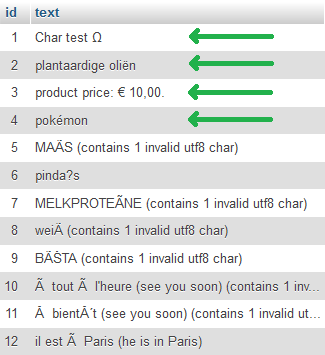 id text
1 Char test Ω
2 plantaardige oliën
3 product price: € 10,00.
4 pokémon
5 MAÄS (contains 1 invalid utf8 char)
6 pinda?s
7 MELKPROTEÃNE (contains 1 invalid utf8 char)
8 weiÄ (contains 1 invalid utf8 char)
9 BÄŠTA (contains 1 invalid utf8 char)
10 Ã  tout Ã  l'heure (see you soon) (contains 1 inv...
11 Ã  bientÃ´t (see you soon) (contains 1 invalid ut...
12 il est Ã  Paris (he is in Paris)